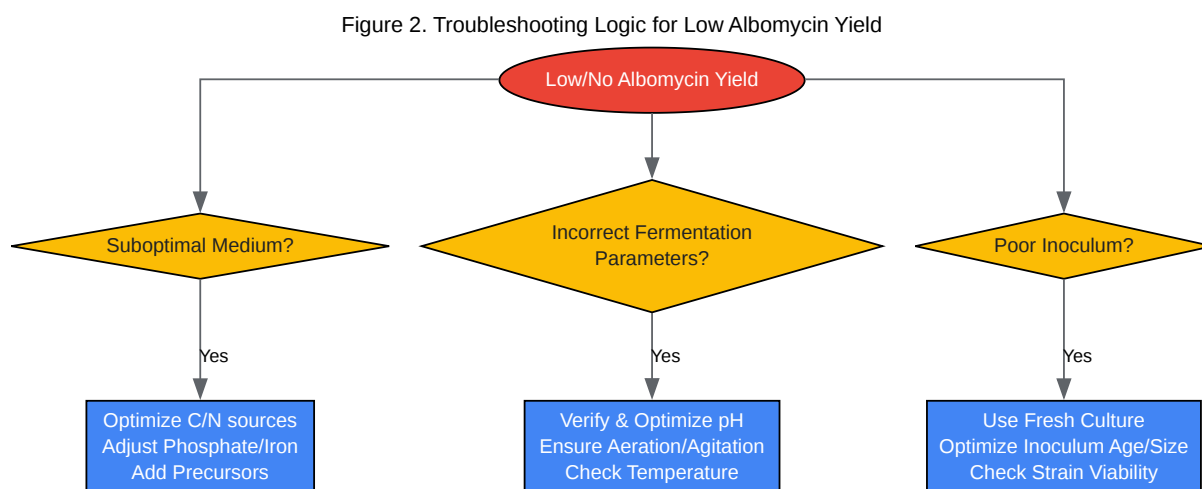 Figure 2. Troubleshooting Logic for Low Albomycin Yield
Low/No Albomycin Yield
Suboptimal Medium?
Incorrect Fermentation
Parameters?
Poor Inoculum?
Yes
Yes
Yes
Optimize C/N sources
Adjust Phosphate/Iron
Add Precursors
Verify & Optimize pH
Ensure Aeration/Agitation
Check Temperature
Use Fresh Culture
Optimize Inoculum Age/Size
Check Strain Viability